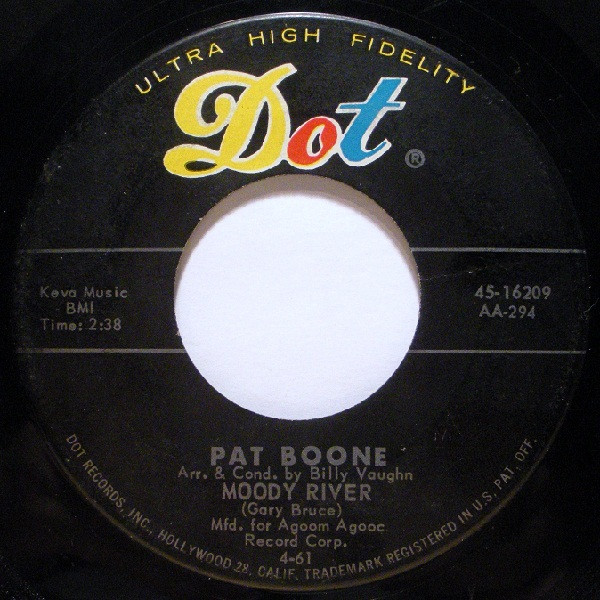 ULTRA HIGH FIDELITY
Dot ®
Keva Music
BMI
Time: 2:38
45-16209
AA-294
PAT BOONE
Arr. & Cond. by Billy Vaughn
MOODY RIVER
(Gary Bruce)
Mfd. for Agoom Agooc
Record Corp.
4-61
DOT RECORDS, INC., HOLLYWOOD 28, CALIF. TRADEMARK REGISTERED IN U.S. PAT. OFF.